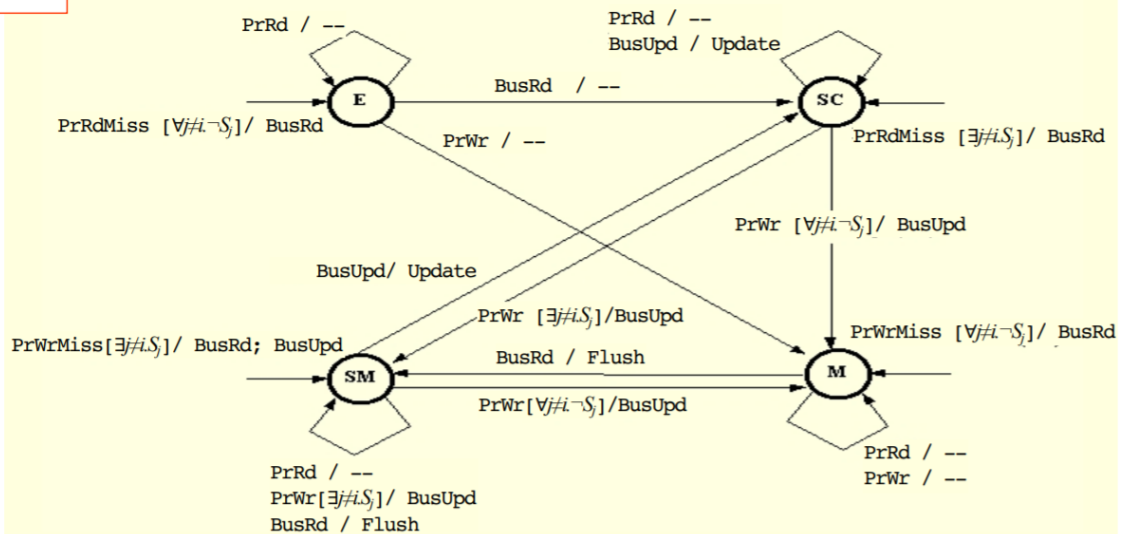 PrRd / --
PrRd / --
BusUpd / Update
E
BusRd / --
SC
PrRdMiss [∀j≠i.¬Sj]/ BusRd
PrWr / --
PrRdMiss [∃j≠i.Sj]/ BusRd
PrWr [∀j≠i.¬Sj]/ BusUpd
BusUpd/ Update
PrWr [∃j≠i.Sj]/BusUpd
PrWrMiss[∃j≠i.Sj]/ BusRd; BusUpd
PrWrMiss [∀j≠i.¬Sj]/ BusRd
BusRd / Flush
SM
M
PrWr[∀j≠i.¬Sj]/BusUpd
PrRd / --
PrWr / --
PrRd / --
PrWr[∃j≠i.Sj]/ BusUpd
BusRd / Flush